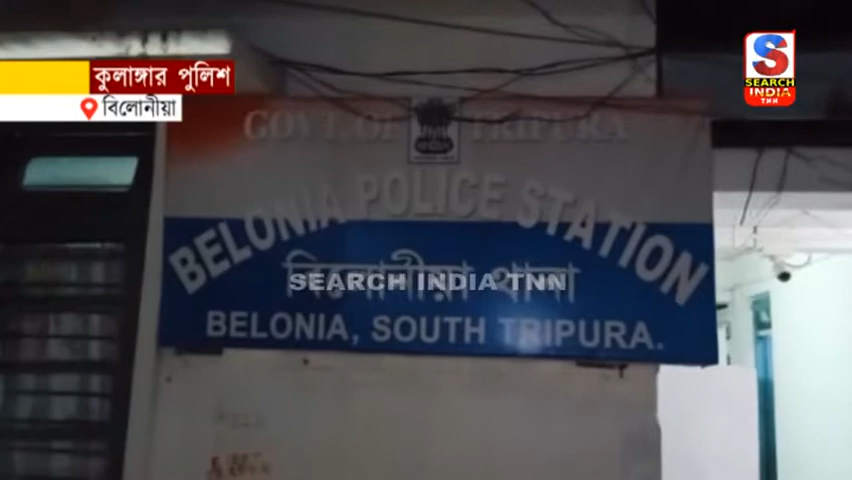 কুলাঙ্গার পুলিশ
বিলোনীয়া
S
SEARCH
INDIA
TNN
GOVT. OF TRIPURA
BELONIA POLICE STATION
বিলোনীয়া থানা
SEARCH INDIA TNN
BELONIA, SOUTH TRIPURA.